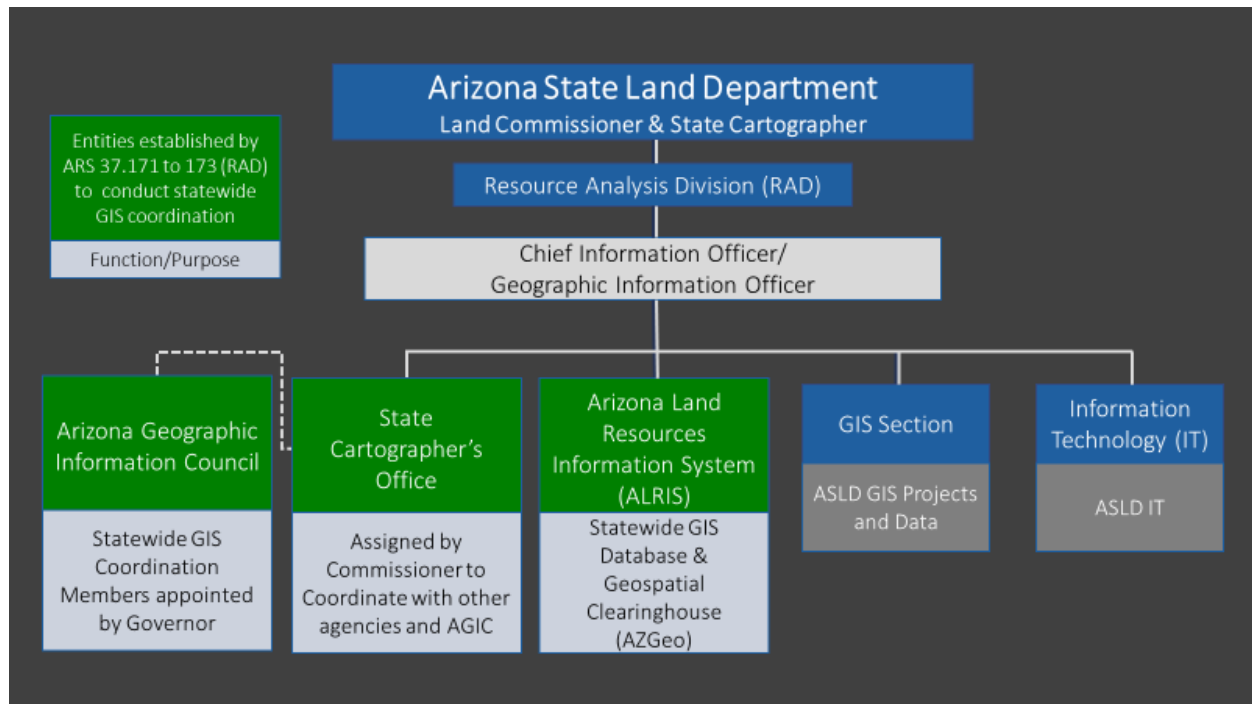 Arizona State Land Department
Land Commissioner & State Cartographer
Entities established by
ARS 37.171 to 173 (RAD)
to conduct statewide
GIS coordination
Function/Purpose
Resource Analysis Division (RAD)
Chief Information Officer/
Geographic Information Officer
Arizona Geographic
Information Council
Statewide GIS
Coordination
Members appointed
by Governor
State
Cartographer's
Office
Assigned by
Commissioner to
Coordinate with other
agencies and AGIC
Arizona Land
Resources
Information System
(ALRIS)
Statewide GIS
Database &
Geospatial
Clearinghouse
(AZGeo)
GIS Section
ASLD GIS Projects
and Data
Information
Technology (IT)
ASLD IT